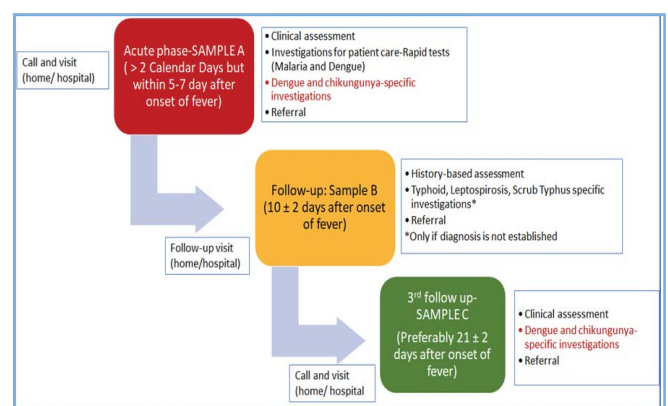 Call and visit
(home/ hospital)
Acute phase-SAMPLE A
( > 2 Calendar Days but
within 5-7 day after
onset of fever)
• Clinical assessment
• Investigations for patient care-Rapid tests
(Malaria and Dengue)
• Dengue and chikungunya-specific
investigations
• Referral
Follow-up visit
(home/hospital)
Follow-up: Sample B
(10 ± 2 days after onset
of fever)
• History-based assessment
• Typhoid, Leptospirosis, Scrub Typhus specific
investigations*
• Referral
*Only if diagnosis is not established
Call and visit
(home/ hospital
3rd follow up-
SAMPLE C
(Preferably 21 ± 2
days after onset of
fever)
• Clinical assessment
• Dengue and chikungunya-
specific investigations
• Referral